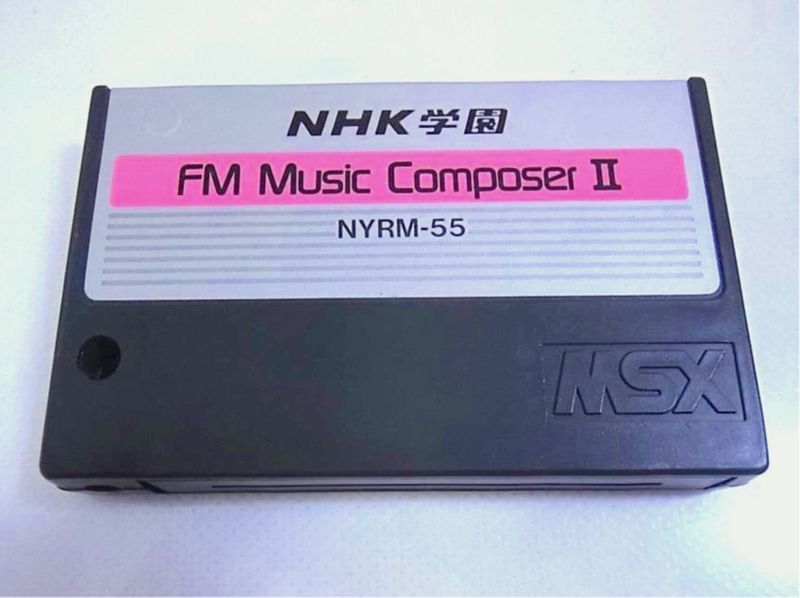 NHK学園
FM Music Composer II
NYRM-55
MSX